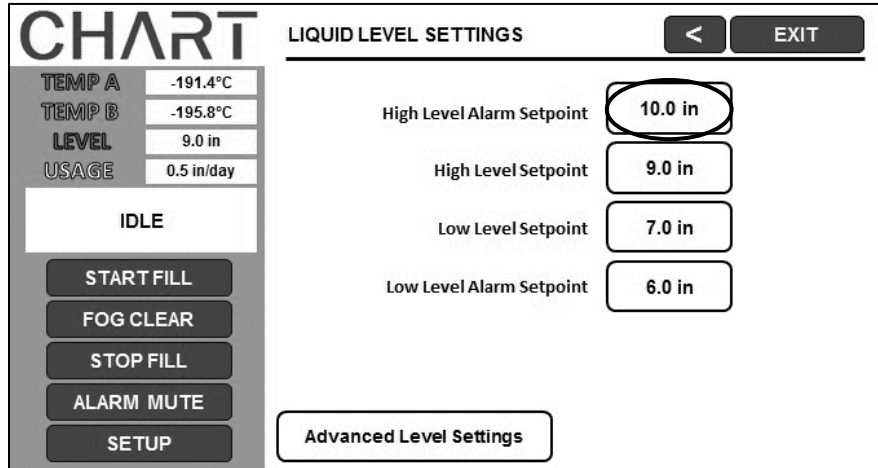 CHART
TEMP A -191.4°C
TEMP B -195.8°C
LEVEL 9.0 in
USAGE 0.5 in/day
IDLE
START FILL
FOG CLEAR
STOP FILL
ALARM MUTE
SETUP
LIQUID LEVEL SETTINGS < EXIT
High Level Alarm Setpoint 10.0 in
High Level Setpoint 9.0 in
Low Level Setpoint 7.0 in
Low Level Alarm Setpoint 6.0 in
Advanced Level Settings